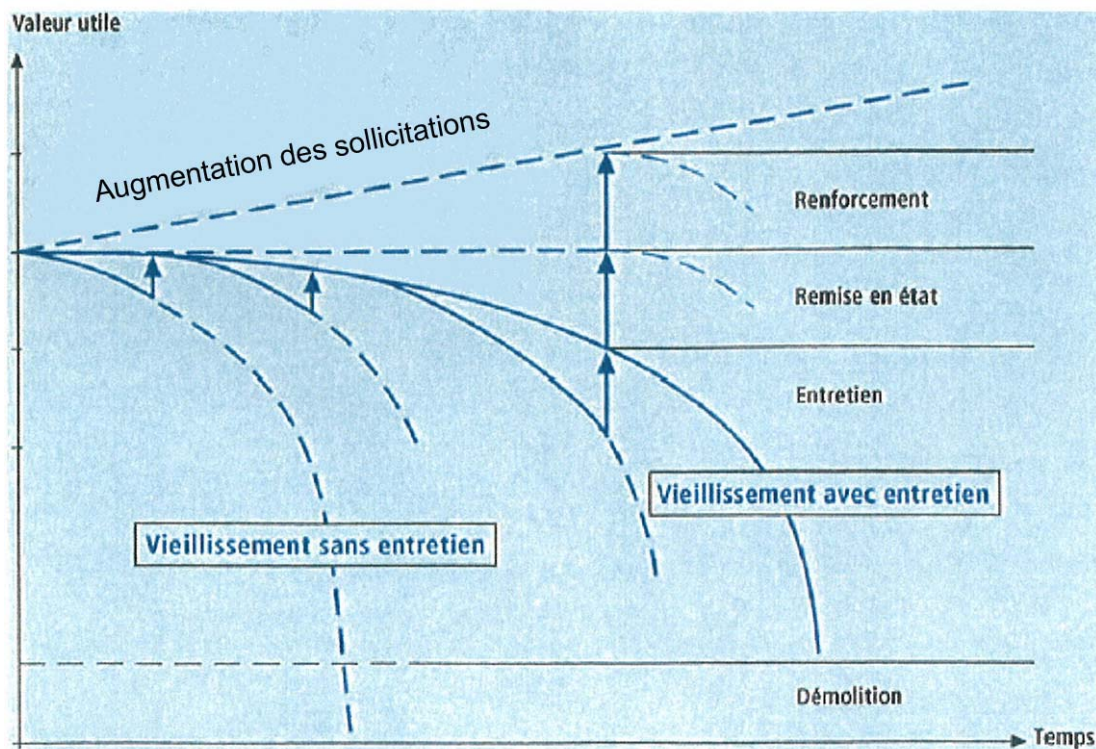 Valeur utile
Augmentation des sollicitations
Renforcement
Remise en état
Entretien
Vieillissement avec entretien
Vieillissement sans entretien
Démolition
Temps